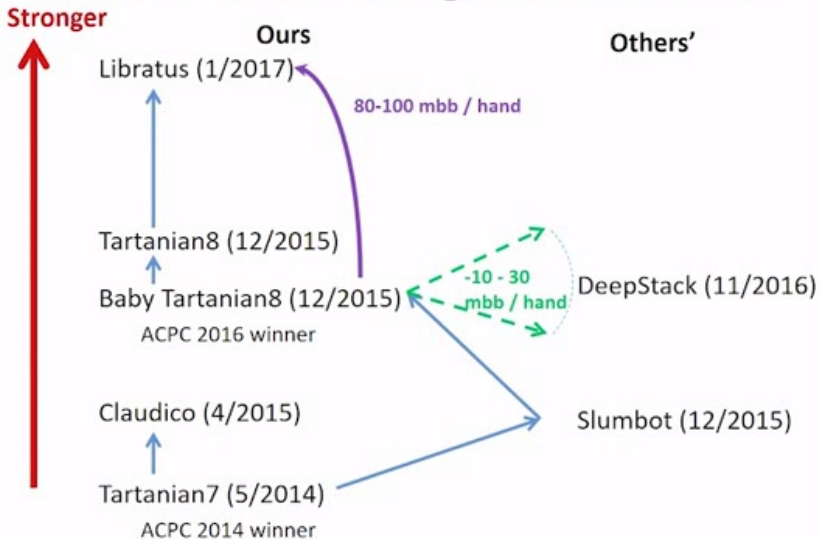 Stronger
Ours
Others’
Libratus (1/2017)
80-100 mbb / hand
Tartanian8 (12/2015)
-10 - 30
mbb / hand
DeepStack (11/2016)
Baby Tartanian8 (12/2015)
ACPC 2016 winner
Claudico (4/2015)
Slumbot (12/2015)
Tartanian7 (5/2014)
ACPC 2014 winner